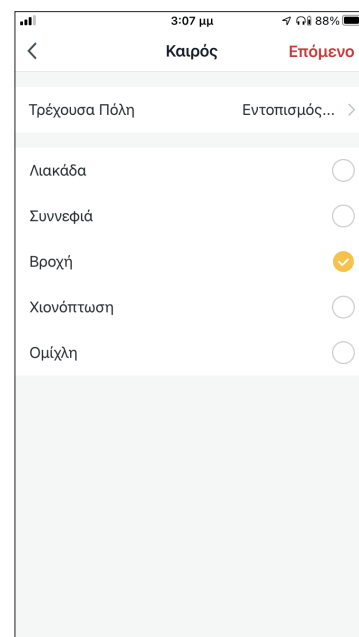 3:07 μμ 88%
Καιρός Επόμενο
Τρέχουσα Πόλη Εντοπισμός...
Λιακάδα
Συννεφιά
Βροχή
Χιονόπτωση
Ομίχλη